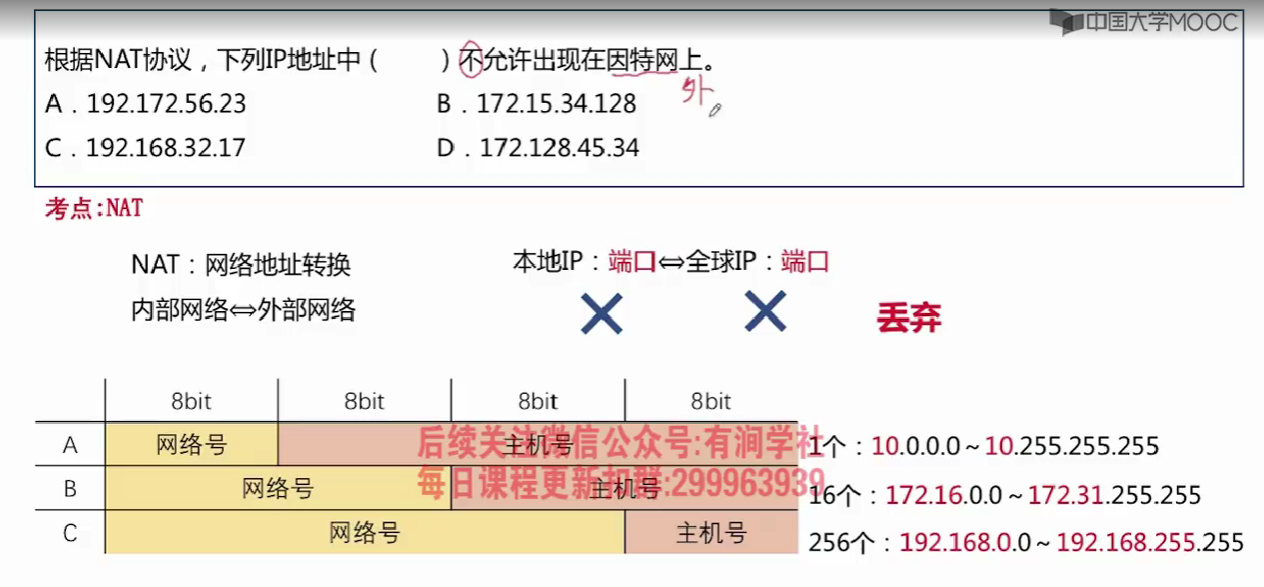 中国大学MOOC
根据NAT协议，下列IP地址中（　　）不允许出现在因特网上。
外
A．192.172.56.23　　B．172.15.34.128
C．192.168.32.17　　D．172.128.45.34
考点:NAT
NAT：网络地址转换　　本地IP：端口⇔全球IP：端口
内部网络⇔外部网络　　丢弃
8bit 8bit 8bit 8bit
A 网络号 主机号 1个：10.0.0.0～10.255.255.255
后续关注微信公众号:有涧学社
B 网络号 主机号 16个：172.16.0.0～172.31.255.255
每日课程更新扣群:299963939
C 网络号 主机号 256个：192.168.0.0～192.168.255.255